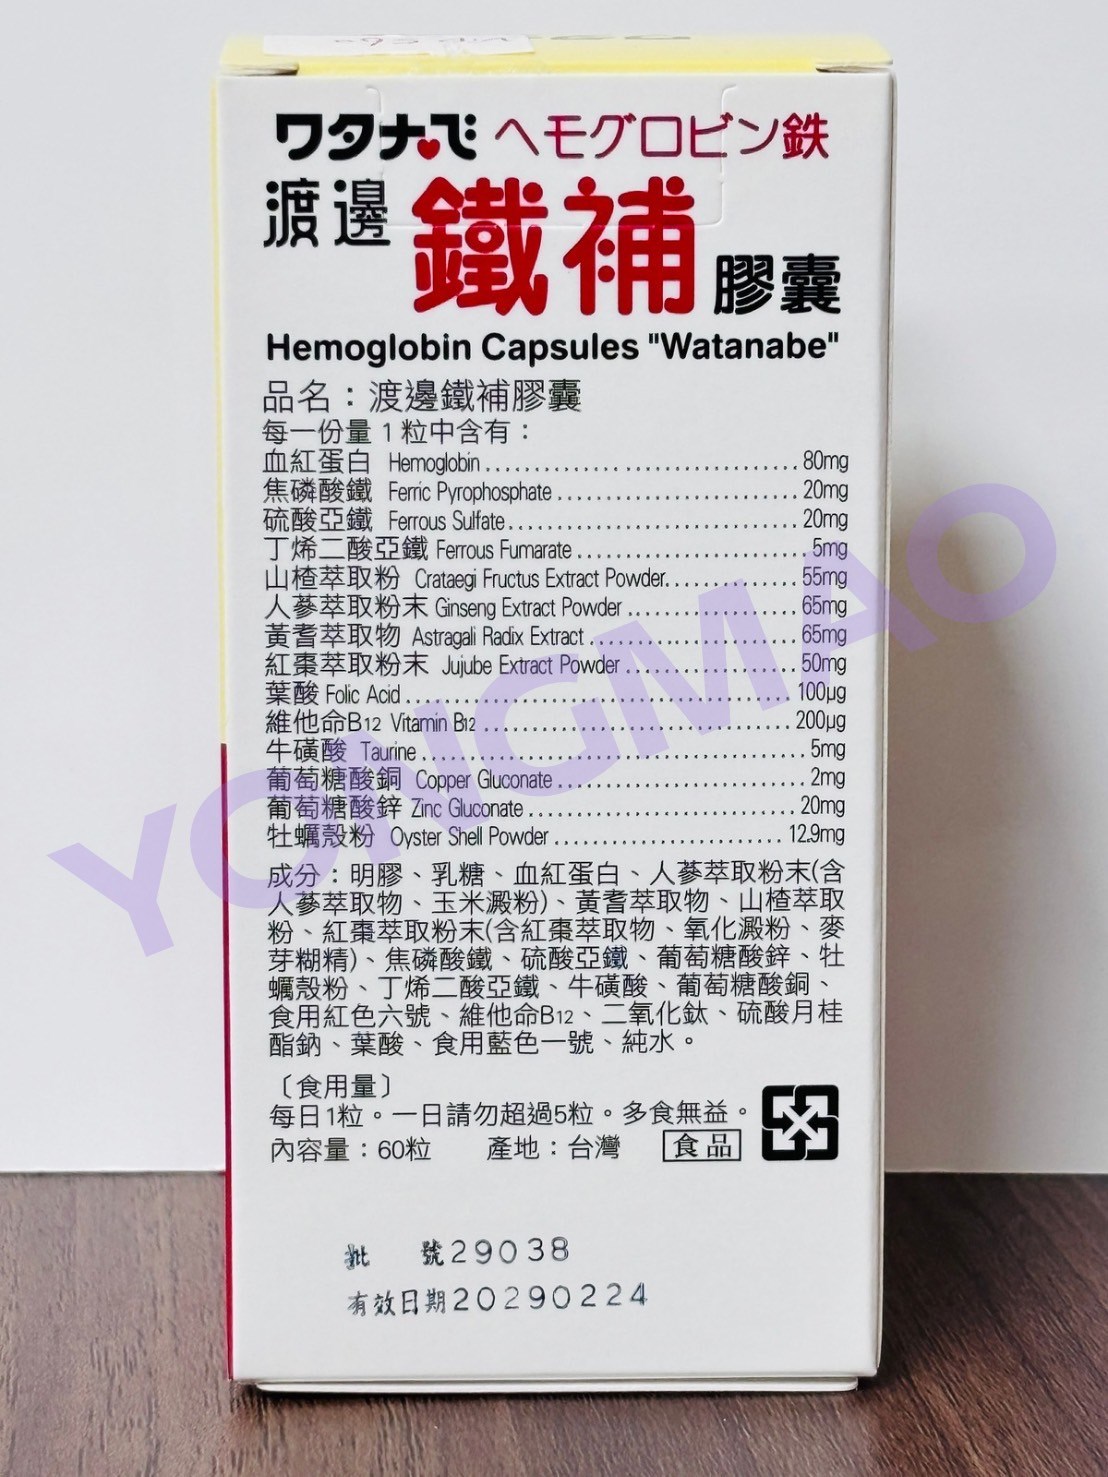 ワタナベ ヘモグロビン鉄
渡邊 鐵補 膠囊
Hemoglobin Capsules "Watanabe"
品名：渡邊鐵補膠囊
每一份量 1 粒中含有：
血紅蛋白 Hemoglobin ........................ 80mg
焦磷酸鐵 Ferric Pyrophosphate ........................ 20mg
硫酸亞鐵 Ferrous Sulfate ........................ 20mg
丁烯二酸亞鐵 Ferrous Fumarate ........................ 5mg
山楂萃取粉 Crataegi Fructus Extract Powder ................ 55mg
人蔘萃取粉末 Ginseng Extract Powder .................... 65mg
黃耆萃取物 Astragali Radix Extract ........................ 65mg
紅棗萃取粉末 Jujube Extract Powder .................... 50mg
葉酸 Folic Acid ........................ 100μg
維他命B12 Vitamin B12 ........................ 200μg
牛磺酸 Taurine ........................ 5mg
葡萄糖酸銅 Copper Gluconate ........................ 2mg
葡萄糖酸鋅 Zinc Gluconate ........................ 20mg
牡蠣殼粉 Oyster Shell Powder ........................ 12.9mg
成分：明膠、乳糖、血紅蛋白、人蔘萃取粉末(含
人蔘萃取物、玉米澱粉)、黃耆萃取物、山楂萃取
粉、紅棗萃取粉末(含紅棗萃取物、氧化澱粉、麥
芽糊精)、焦磷酸鐵、硫酸亞鐵、葡萄糖酸鋅、牡
蠣殼粉、丁烯二酸亞鐵、牛磺酸、葡萄糖酸銅、
食用紅色六號、維他命B12、二氧化鈦、硫酸月桂
酯鈉、葉酸、食用藍色一號、純水。
〔食用量〕
每日1粒。一日請勿超過5粒。多食無益。
內容量：60粒 產地：台灣 食品
批 號29038
有效日期20290224
YONGMAO